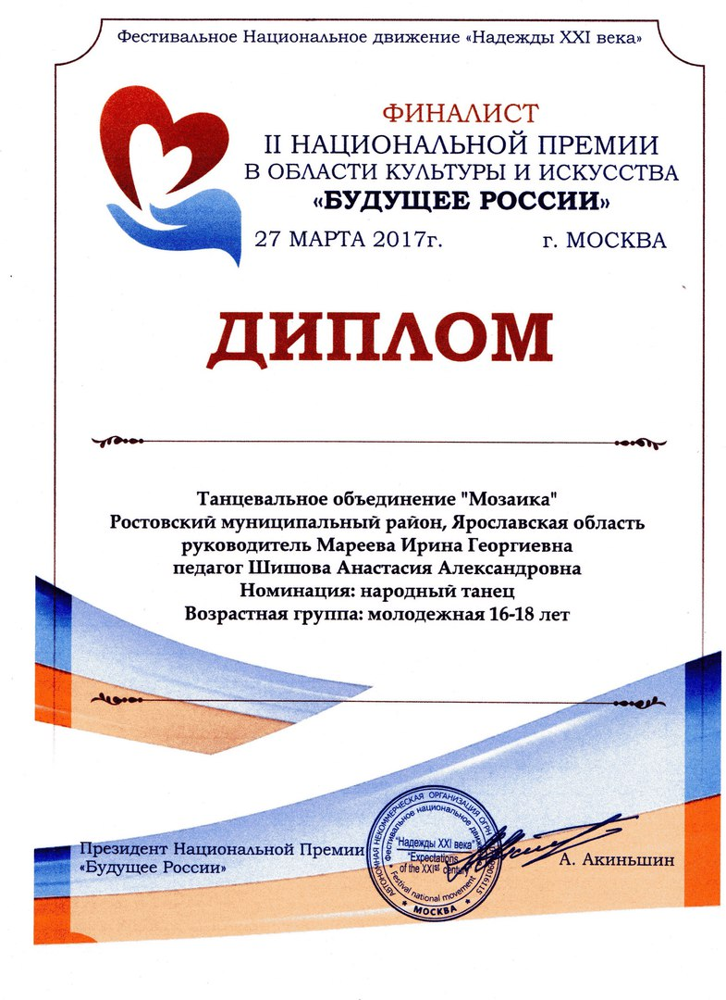 Фестивальное Национальное движение «Надежды XXI века»
ФИНАЛИСТ
II НАЦИОНАЛЬНОЙ ПРЕМИИ
В ОБЛАСТИ КУЛЬТУРЫ И ИСКУССТВА
«БУДУЩЕЕ РОССИИ»
27 МАРТА 2017г. г. МОСКВА
ДИПЛОМ
Танцевальное объединение "Мозаика"
Ростовский муниципальный район, Ярославская область
руководитель Мареева Ирина Георгиевна
педагог Шишова Анастасия Александровна
Номинация: народный танец
Возрастная группа: молодежная 16-18 лет
Президент Национальной Премии
«Будущее России»
А. Акиньшин
АВТОНОМНАЯ НЕКОММЕРЧЕСКАЯ ОРГАНИЗАЦИЯ ОГРН
Фестивальное национальное движение
"Надежды XXI века"
"Expectations
of the XXIst century"
Festival national movement
МОСКВА